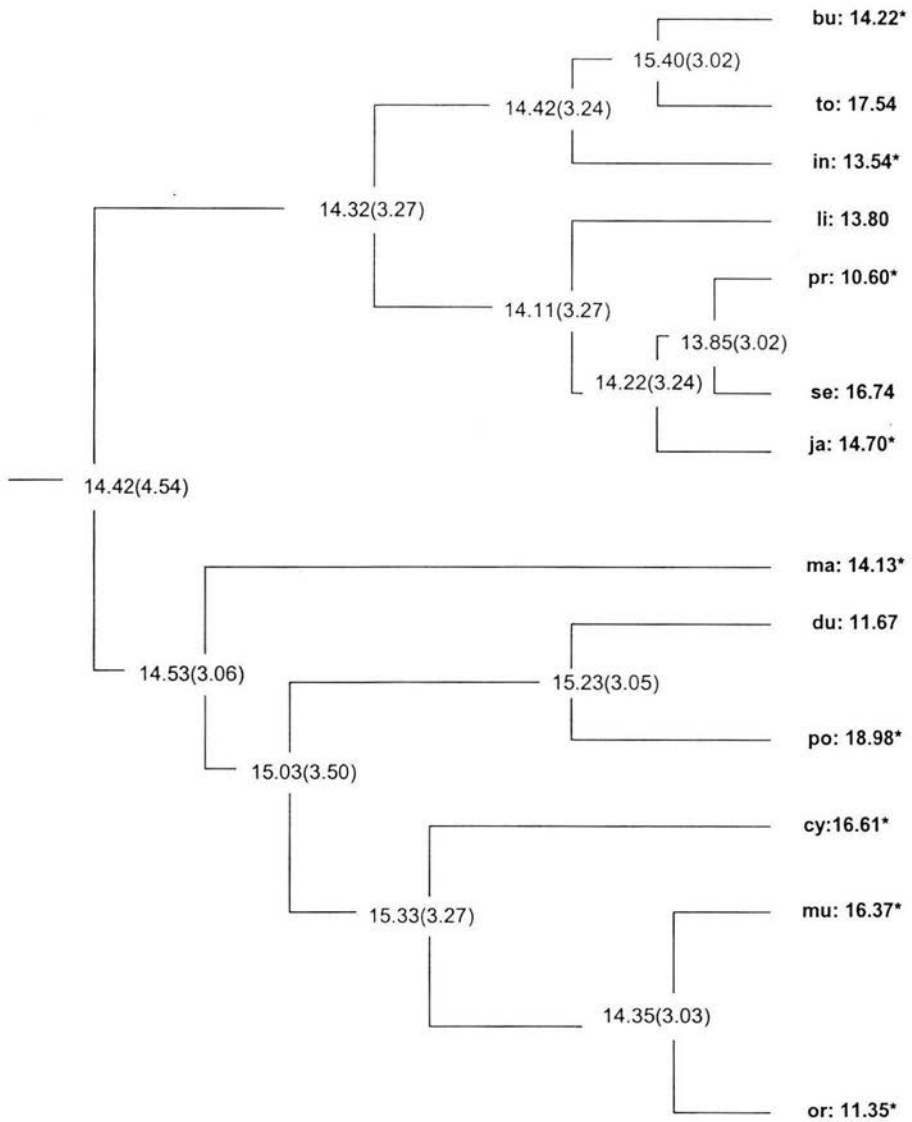 bu: 14.22*
15.40(3.02)
to: 17.54
14.42(3.24)
in: 13.54*
14.32(3.27)
li: 13.80
pr: 10.60*
14.11(3.27)
13.85(3.02)
14.22(3.24)
se: 16.74
ja: 14.70*
14.42(4.54)
ma: 14.13*
du: 11.67
14.53(3.06)
15.23(3.05)
po: 18.98*
15.03(3.50)
cy:16.61*
15.33(3.27)
mu: 16.37*
14.35(3.03)
or: 11.35*